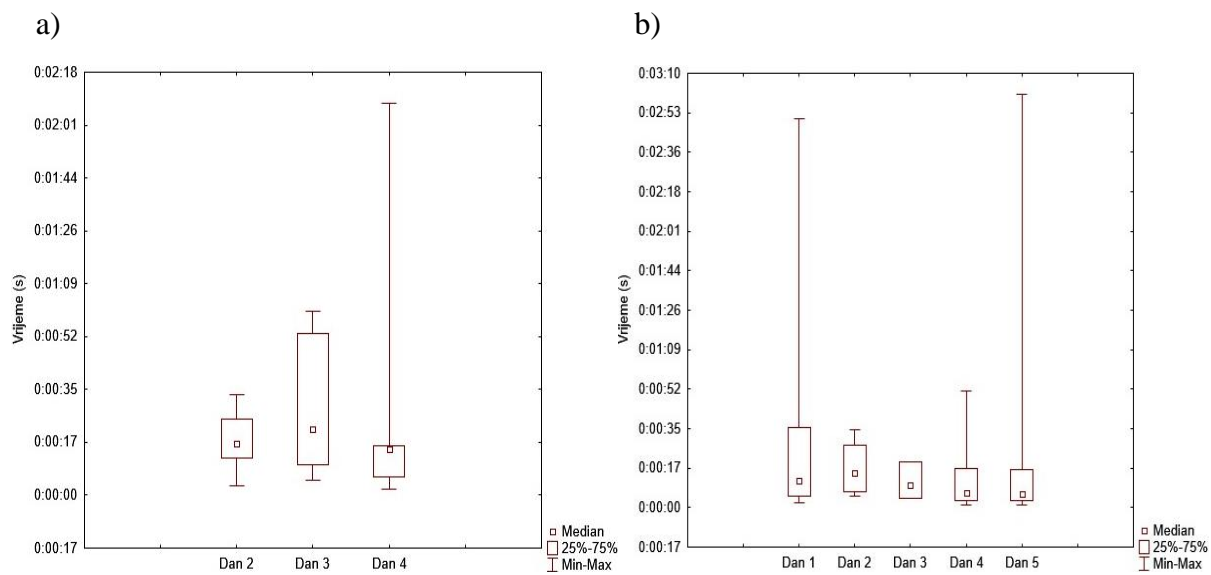 a)
0:02:18
0:02:01
0:01:44
0:01:26
0:01:09
0:00:52
0:00:35
0:00:17
0:00:00
0:00:17
Vrijeme (s)
Dan 2 Dan 3 Dan 4
Median
25%-75%
Min-Max
b)
0:03:10
0:02:53
0:02:36
0:02:18
0:02:01
0:01:44
0:01:26
0:01:09
0:00:52
0:00:35
0:00:17
0:00:00
0:00:17
Vrijeme (s)
Dan 1 Dan 2 Dan 3 Dan 4 Dan 5
Median
25%-75%
Min-Max